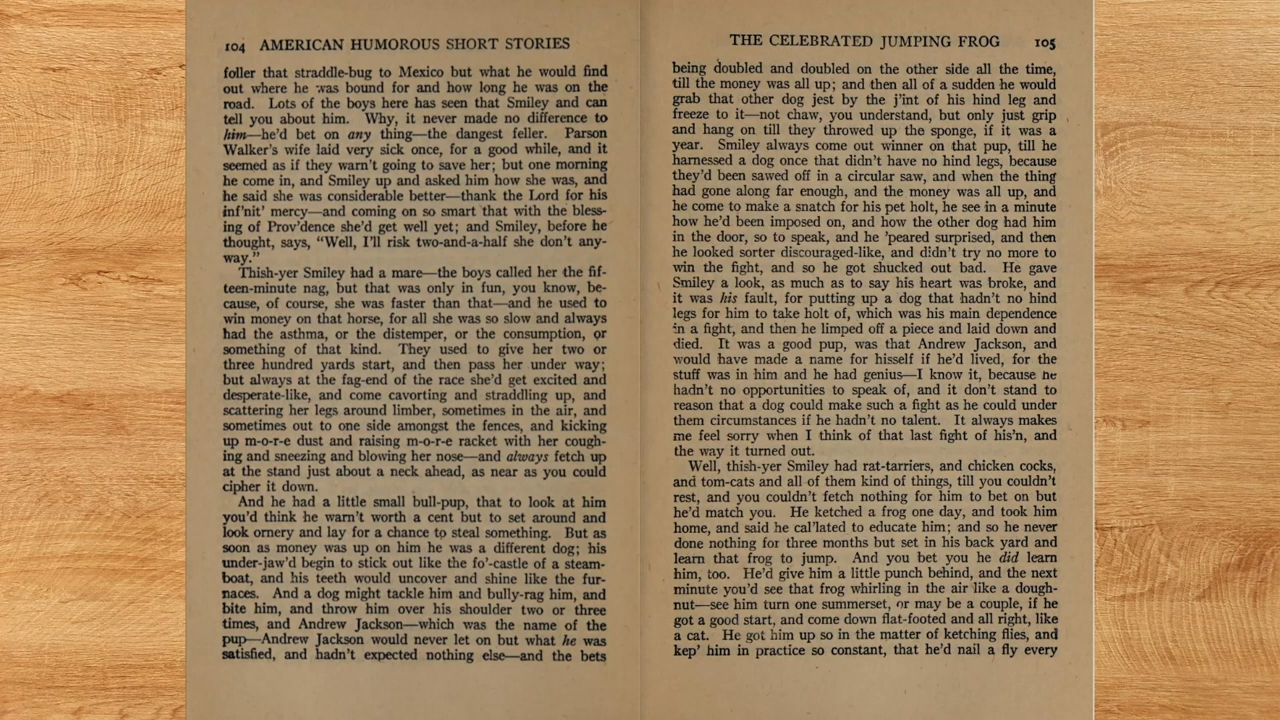 104 AMERICAN HUMOROUS SHORT STORIES
foller that straddle-bug to Mexico but what he would find
out where he was bound for and how long he was on the
road. Lots of the boys here has seen that Smiley and can
tell you about him. Why, it never made no difference to
him—he'd bet on any thing—the dangest feller. Parson
Walker's wife laid very sick once, for a good while, and it
seemed as if they warn't going to save her; but one morning
he come in, and Smiley up and asked him how she was, and
he said she was considerable better—thank the Lord for his
inf'nit' mercy—and coming on so smart that with the bless-
ing of Prov'dence she'd get well yet; and Smiley, before he
thought, says, "Well, I'll risk two-and-a-half she don't any-
way."
Thish-yer Smiley had a mare—the boys called her the fif-
teen-minute nag, but that was only in fun, you know, be-
cause, of course, she was faster than that—and he used to
win money on that horse, for all she was so slow and always
had the asthma, or the distemper, or the consumption, or
something of that kind. They used to give her two or
three hundred yards start, and then pass her under way;
but always at the fag-end of the race she'd get excited and
desperate-like, and come cavorting and straddling up, and
scattering her legs around limber, sometimes in the air, and
sometimes out to one side amongst the fences, and kicking
up m-o-r-e dust and raising m-o-r-e racket with her cough-
ing and sneezing and blowing her nose—and always fetch up
at the stand just about a neck ahead, as near as you could
cipher it down.
And he had a little small bull-pup, that to look at him
you'd think he warn't worth a cent but to set around and
look ornery and lay for a chance to steal something. But as
soon as money was up on him he was a different dog; his
under-jaw'd begin to stick out like the fo'-castle of a steam-
boat, and his teeth would uncover and shine like the fur-
naces. And a dog might tackle him and bully-rag him, and
bite him, and throw him over his shoulder two or three
times, and Andrew Jackson—which was the name of the
pup—Andrew Jackson would never let on but what he was
satisfied, and hadn't expected nothing else—and the bets
THE CELEBRATED JUMPING FROG 105
being doubled and doubled on the other side all the time,
till the money was all up; and then all of a sudden he would
grab that other dog jest by the j'int of his hind leg and
freeze to it—not chaw, you understand, but only just grip
and hang on till they throwed up the sponge, if it was a
year. Smiley always come out winner on that pup, till he
harnessed a dog once that didn't have no hind legs, because
they'd been sawed off in a circular saw, and when the thing
had gone along far enough, and the money was all up, and
he come to make a snatch for his pet holt, he see in a minute
how he'd been imposed on, and how the other dog had him
in the door, so to speak, and he 'peared surprised, and then
he looked sorter discouraged-like, and didn't try no more to
win the fight, and so he got shucked out bad. He gave
Smiley a look, as much as to say his heart was broke, and
it was his fault, for putting up a dog that hadn't no hind
legs for him to take holt of, which was his main dependence
in a fight, and then he limped off a piece and laid down and
died. It was a good pup, was that Andrew Jackson, and
would have made a name for hisself if he'd lived, for the
stuff was in him and he had genius—I know it, because he
hadn't no opportunities to speak of, and it don't stand to
reason that a dog could make such a fight as he could under
them circumstances if he hadn't no talent. It always makes
me feel sorry when I think of that last fight of his'n, and
the way it turned out.
Well, thish-yer Smiley had rat-tarriers, and chicken cocks,
and tom-cats and all of them kind of things, till you couldn't
rest, and you couldn't fetch nothing for him to bet on but
he'd match you. He ketched a frog one day, and took him
home, and said he cal'lated to educate him; and so he never
done nothing for three months but set in his back yard and
learn that frog to jump. And you bet you he did learn
him, too. He'd give him a little punch behind, and the next
minute you'd see that frog whirling in the air like a dough-
nut—see him turn one summerset, or may be a couple, if he
got a good start, and come down flat-footed and all right, like
a cat. He got him up so in the matter of ketching flies, and
kep' him in practice so constant, that he'd nail a fly every